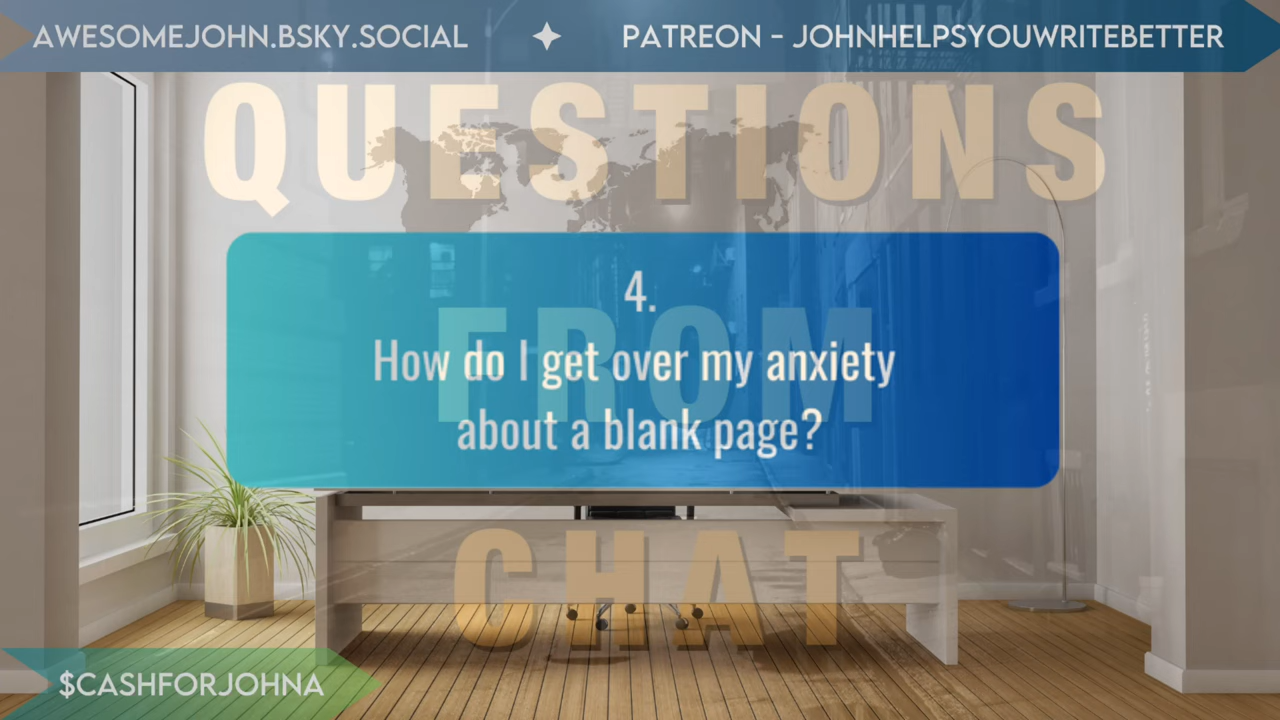 AWESOMEJOHN.BSKY.SOCIAL
PATREON - JOHNHELPSYOUWRITEBETTER
QUESTIONS
4.
FROM
How do I get over my anxiety
about a blank page?
CHAT
$CASHFORJOHNA